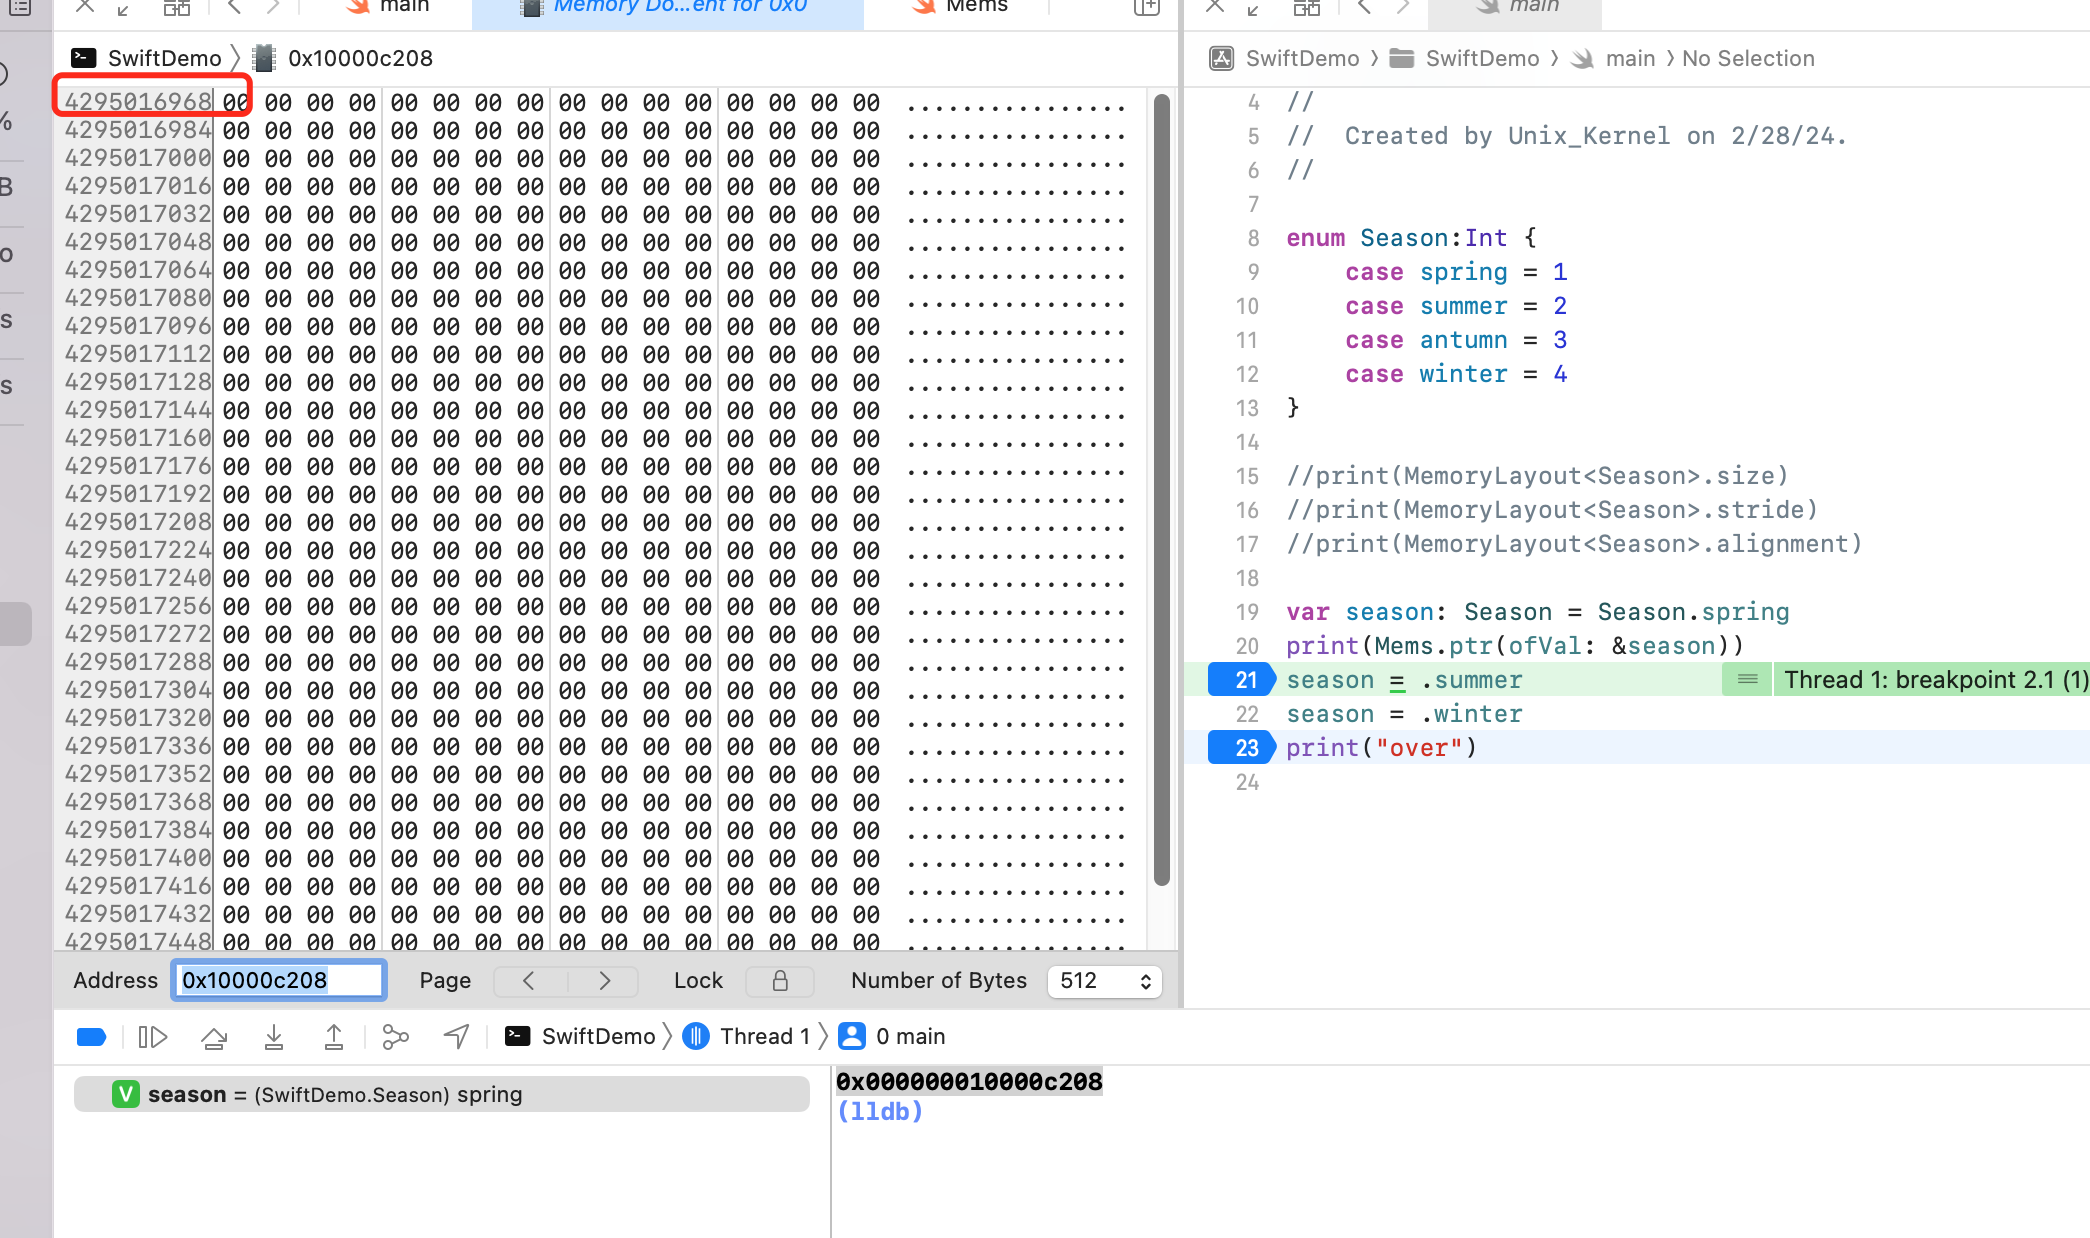 main
Memory Do...ent for 0x0
Mems
SwiftDemo
0x10000c208
4295016968 00 00 00 00 00 00 00 00 00 00 00 00 00 00 00 00 ................
4295016984 00 00 00 00 00 00 00 00 00 00 00 00 00 00 00 00 ................
4295017000 00 00 00 00 00 00 00 00 00 00 00 00 00 00 00 00 ................
4295017016 00 00 00 00 00 00 00 00 00 00 00 00 00 00 00 00 ................
4295017032 00 00 00 00 00 00 00 00 00 00 00 00 00 00 00 00 ................
4295017048 00 00 00 00 00 00 00 00 00 00 00 00 00 00 00 00 ................
4295017064 00 00 00 00 00 00 00 00 00 00 00 00 00 00 00 00 ................
4295017080 00 00 00 00 00 00 00 00 00 00 00 00 00 00 00 00 ................
4295017096 00 00 00 00 00 00 00 00 00 00 00 00 00 00 00 00 ................
4295017112 00 00 00 00 00 00 00 00 00 00 00 00 00 00 00 00 ................
4295017128 00 00 00 00 00 00 00 00 00 00 00 00 00 00 00 00 ................
4295017144 00 00 00 00 00 00 00 00 00 00 00 00 00 00 00 00 ................
4295017160 00 00 00 00 00 00 00 00 00 00 00 00 00 00 00 00 ................
4295017176 00 00 00 00 00 00 00 00 00 00 00 00 00 00 00 00 ................
4295017192 00 00 00 00 00 00 00 00 00 00 00 00 00 00 00 00 ................
4295017208 00 00 00 00 00 00 00 00 00 00 00 00 00 00 00 00 ................
4295017224 00 00 00 00 00 00 00 00 00 00 00 00 00 00 00 00 ................
4295017240 00 00 00 00 00 00 00 00 00 00 00 00 00 00 00 00 ................
4295017256 00 00 00 00 00 00 00 00 00 00 00 00 00 00 00 00 ................
4295017272 00 00 00 00 00 00 00 00 00 00 00 00 00 00 00 00 ................
4295017288 00 00 00 00 00 00 00 00 00 00 00 00 00 00 00 00 ................
4295017304 00 00 00 00 00 00 00 00 00 00 00 00 00 00 00 00 ................
4295017320 00 00 00 00 00 00 00 00 00 00 00 00 00 00 00 00 ................
4295017336 00 00 00 00 00 00 00 00 00 00 00 00 00 00 00 00 ................
4295017352 00 00 00 00 00 00 00 00 00 00 00 00 00 00 00 00 ................
4295017368 00 00 00 00 00 00 00 00 00 00 00 00 00 00 00 00 ................
4295017384 00 00 00 00 00 00 00 00 00 00 00 00 00 00 00 00 ................
4295017400 00 00 00 00 00 00 00 00 00 00 00 00 00 00 00 00 ................
4295017416 00 00 00 00 00 00 00 00 00 00 00 00 00 00 00 00 ................
4295017432 00 00 00 00 00 00 00 00 00 00 00 00 00 00 00 00 ................
4295017448 00 00 00 00 00 00 00 00 00 00 00 00 00 00 00 00 ................
Address 0x10000c208 Page Lock Number of Bytes 512
main
SwiftDemo SwiftDemo main No Selection
4 //
5 //  Created by Unix_Kernel on 2/28/24.
6 //
7
8 enum Season:Int {
9     case spring = 1
10     case summer = 2
11     case antumn = 3
12     case winter = 4
13 }
14
15 //print(MemoryLayout<Season>.size)
16 //print(MemoryLayout<Season>.stride)
17 //print(MemoryLayout<Season>.alignment)
18
19 var season: Season = Season.spring
20 print(Mems.ptr(ofVal: &season))
21 season = .summer Thread 1: breakpoint 2.1 (1)
22 season = .winter
23 print("over")
24
SwiftDemo Thread 1 0 main
V season = (SwiftDemo.Season) spring
0x000000010000c208
(lldb)